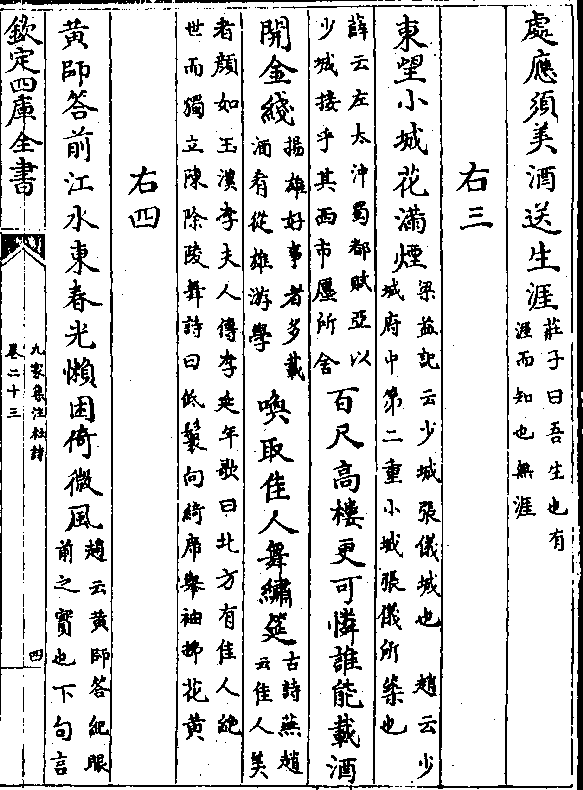 處應須美酒送生涯莊子曰吾生也有
涯而知也無涯
右三
東望小城花滿煙梁益記云少城張儀城也 趙云少
城府中第二重小城張儀所築也
薛云左太沖蜀都賦亞以
少城接乎其西市廛所會百尺高樓更可憐誰能載酒
開金綫揚雄好事者多載
酒肴從雄游學喚取佳人舞繡筵古詩燕趙
云佳人美
者顔如玉漢李夫人傳李延年歌曰北方有佳人絶
世而獨立陳除陵舞詩曰低鬟向綺席舉袖拂花黄
右四
黄師答前江水東春光懶困倚微風趙云黄師答紀眼
前之實也下句言
欽定四庫全書
九家集注杜詩
卷二十三
四